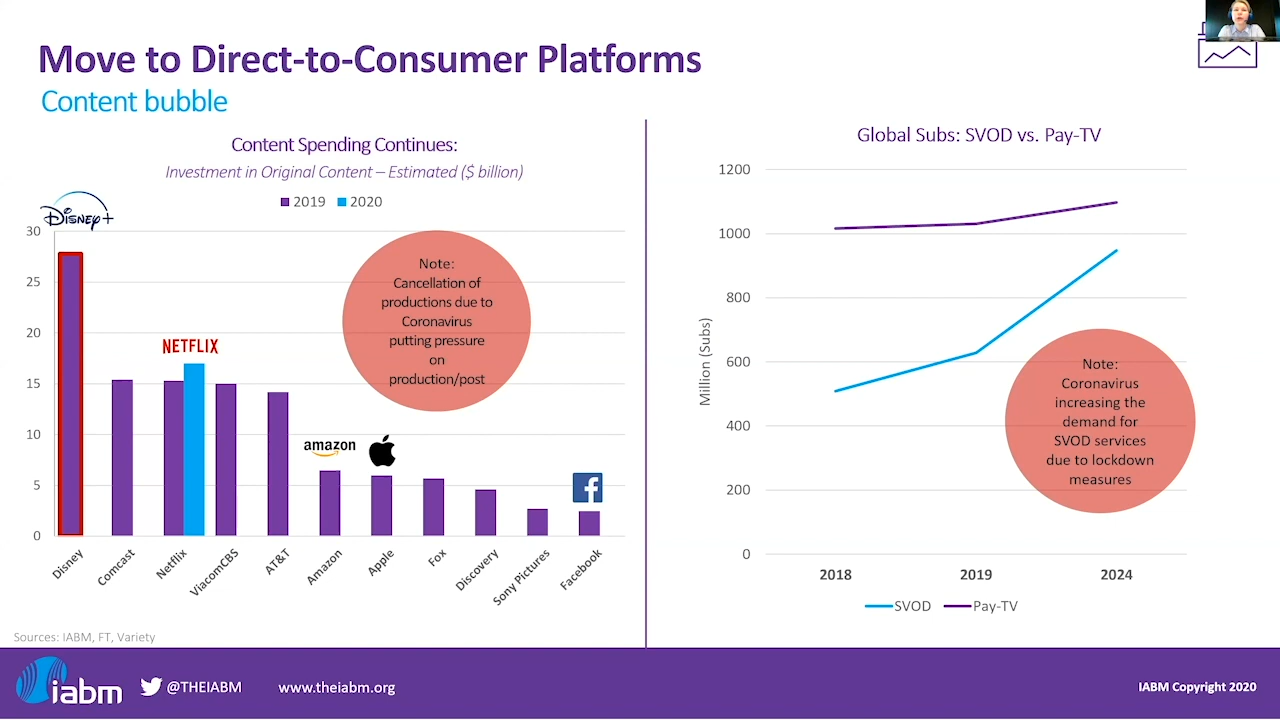 Move to Direct-to-Consumer Platforms
Content bubble
Content Spending Continues:
Investment in Original Content – Estimated ($ billion)
2019 2020
Disney+
30
25
20
15
10
5
0
NETFLIX
amazon
f
Note:
Cancellation of
productions due to
Coronavirus
putting pressure
on
production/post
Disney
Comcast
Netflix
ViacomCBS
AT&T
Amazon
Apple
Fox
Discovery
Sony Pictures
Facebook
Sources: IABM, FT, Variety
Global Subs: SVOD vs. Pay-TV
Million (Subs)
1200
1000
800
600
400
200
0
Note:
Coronavirus
increasing the
demand for
SVOD services
due to lockdown
measures
2018 2019 2024
SVOD Pay-TV
iabm
@THEIABM
www.theiabm.org
IABM Copyright 2020